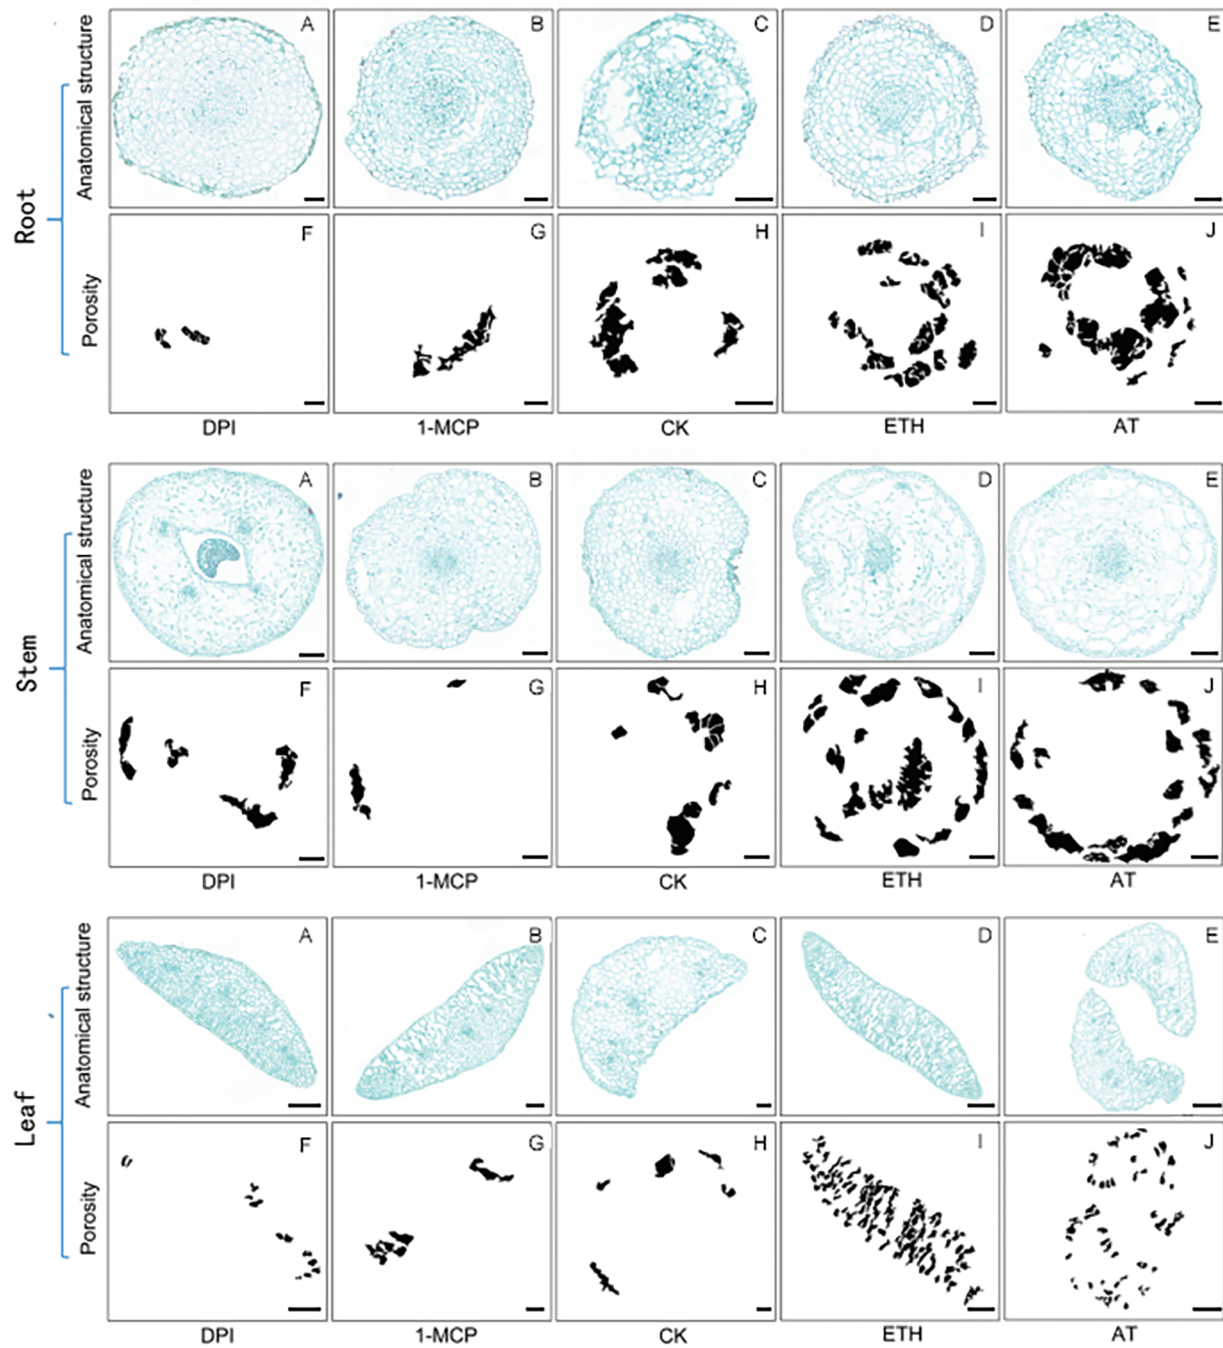 Root
Anatomical structure
A B C D E
Porosity
F G H I J
DPI 1-MCP CK ETH AT
Stem
Anatomical structure
A B C D E
Porosity
F G H I J
DPI 1-MCP CK ETH AT
Leaf
Anatomical structure
A B C D E
Porosity
F G H I J
DPI 1-MCP CK ETH AT